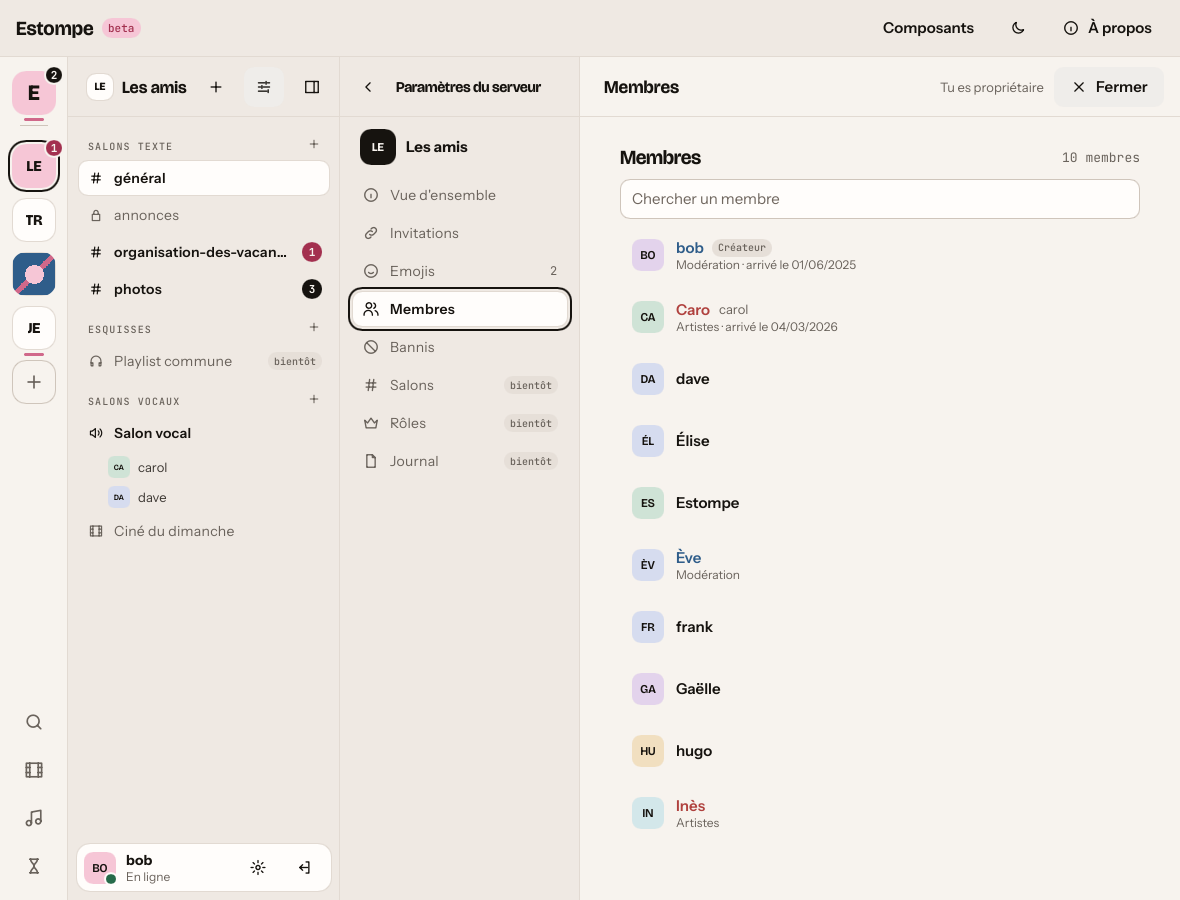 Estompe beta
Composants
À propos
E 2
LE 1
TR
JE
LE Les amis
SALONS TEXTE
général
annonces
organisation-des-vacan... 1
photos 3
ESQUISSES
Playlist commune bientôt
SALONS VOCAUX
Salon vocal
CA carol
DA dave
Ciné du dimanche
BO bob
En ligne
Paramètres du serveur
LE Les amis
Vue d'ensemble
Invitations
Emojis 2
Membres
Bannis
Salons bientôt
Rôles bientôt
Journal bientôt
Membres
Tu es propriétaire
Fermer
Membres
10 membres
Chercher un membre
BO bob Créateur
Modération · arrivé le 01/06/2025
CA Caro carol
Artistes · arrivé le 04/03/2026
DA dave
ÉL Élise
ES Estompe
ÈV Ève
Modération
FR frank
GA Gaëlle
HU hugo
IN Inès
Artistes